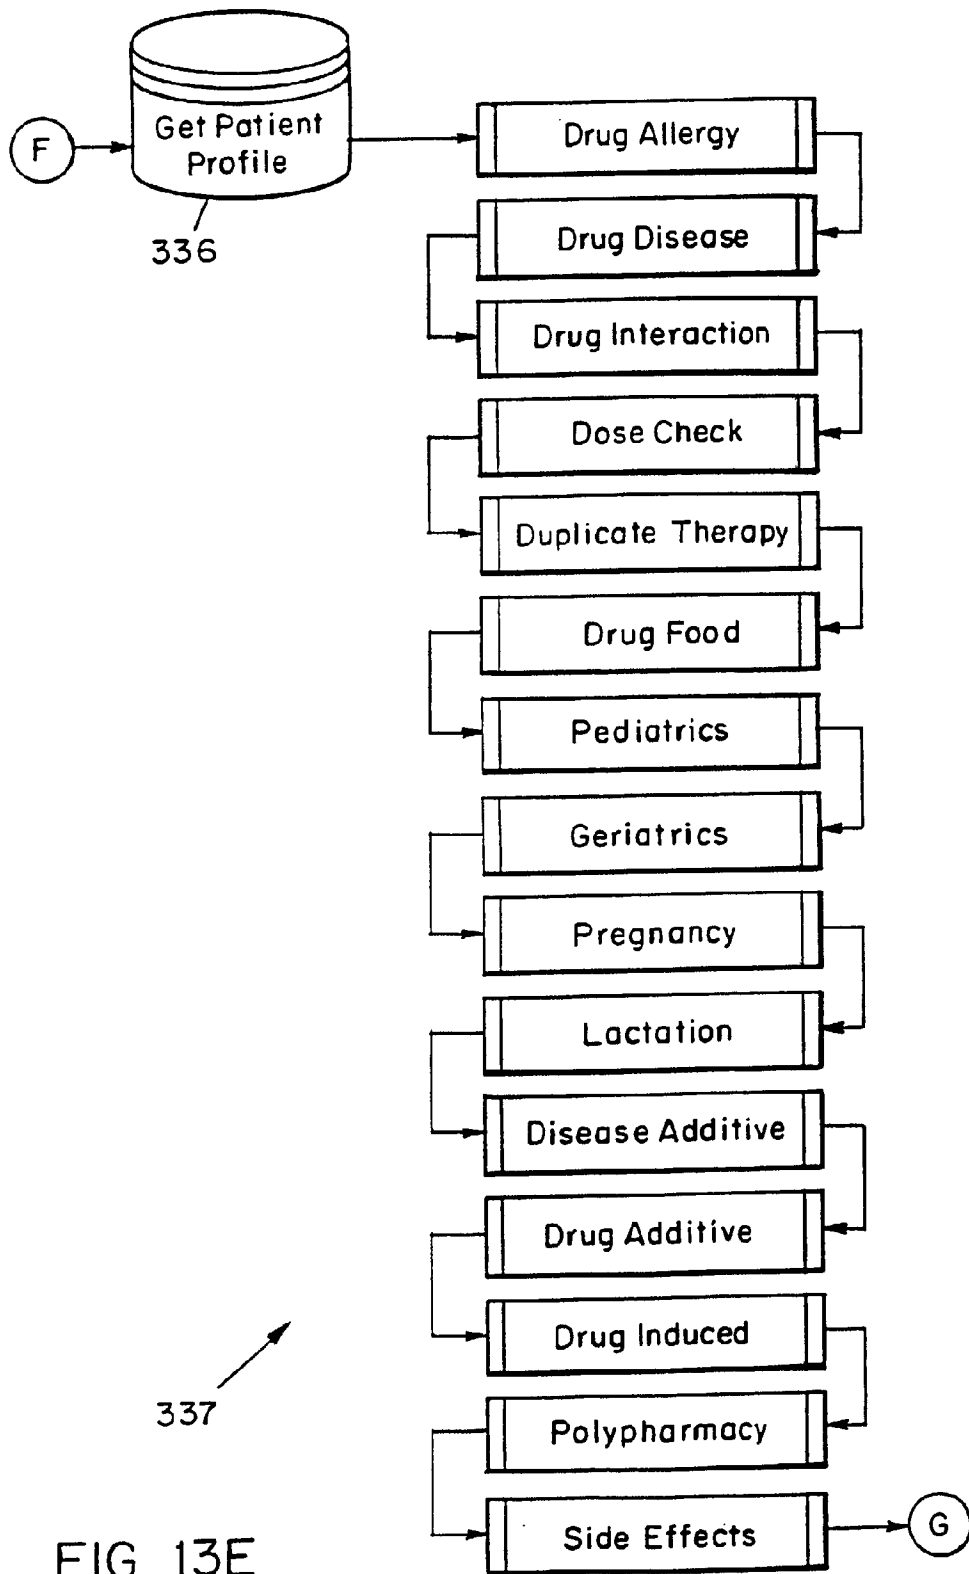 F
Get Patient
Profile
336
Drug Allergy
Drug Disease
Drug Interaction
Dose Check
Duplicate Therapy
Drug Food
Pediatrics
Geriatrics
Pregnancy
Lactation
Disease Additive
Drug Additive
Drug Induced
337
Polypharmacy
Side Effects
G
FIG 13E